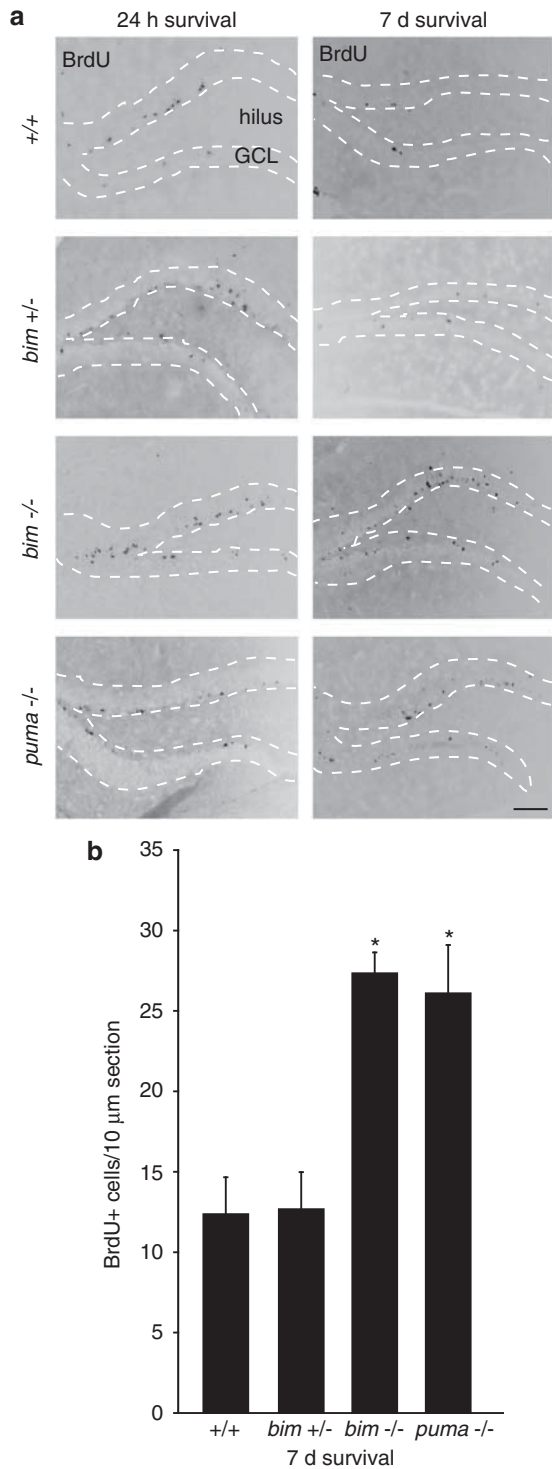 a
24 h survival 7 d survival
+/+
BrdU BrdU
hilus
GCL
bim +/-
bim -/-
puma -/-
b
BrdU+ cells/10 µm section
35
30
25
20
15
10
5
0
* *
+/+ bim +/- bim -/- puma -/-
7 d survival